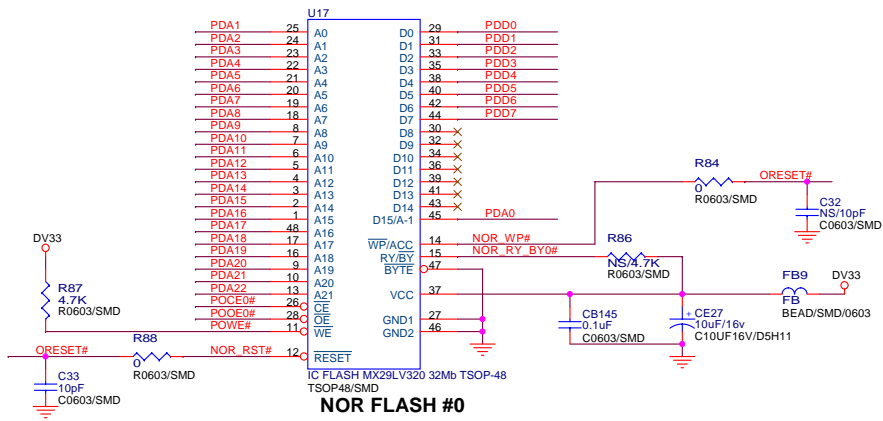 U17
PDA1 25 A0 D0 29 PDD0
PDA2 24 A1 D1 31 PDD1
PDA3 23 A2 D2 33 PDD2
PDA4 22 A3 D3 35 PDD3
PDA5 21 A4 D4 38 PDD4
PDA6 20 A5 D5 40 PDD5
PDA7 19 A6 D6 42 PDD6
PDA8 18 A7 D7 44 PDD7
PDA9 8 A8 D8 30
PDA10 7 A9 D9 32
PDA11 6 A10 D10 34
PDA12 5 A11 D11 36
PDA13 4 A12 D12 39
PDA14 3 A13 D13 41
PDA15 2 A14 D14 43
PDA16 1 A15 D15/A-1 45 PDA0
PDA17 48 A16
PDA18 17 A17 WP/ACC 14 NOR_WP#
PDA19 16 A18 RY/BY 15 NOR_RY_BY0#
PDA20 9 A19 BYTE 47
PDA21 10 A20
PDA22 13 A21 VCC 37
POCE0# 26 CE
POOE0# 28 OE GND1 27
POWE# 11 WE GND2 46
NOR_RST# 12 RESET
IC FLASH MX29LV320 32Mb TSOP-48
TSOP48/SMD
NOR FLASH #0
DV33
R87
4.7K
R0603/SMD
ORESET#
R88
0
R0603/SMD
C33
10pF
C0603/SMD
R84
0
R0603/SMD
ORESET#
C32
NS/10pF
C0603/SMD
R86
NS/4.7K
R0603/SMD
FB9
FB
BEAD/SMD/0603
DV33
CB145
0.1uF
C0603/SMD
CE27
10uF/16v
C10UF16V/D5H11
+